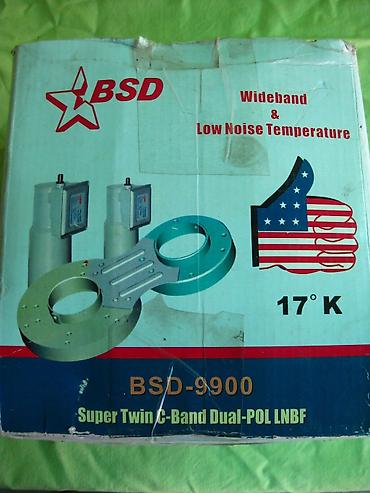 BSD
Wideband
&
Low Noise Temperature
17° K
BSD-9900
Super Twin C-Band Dual-POL LNBF